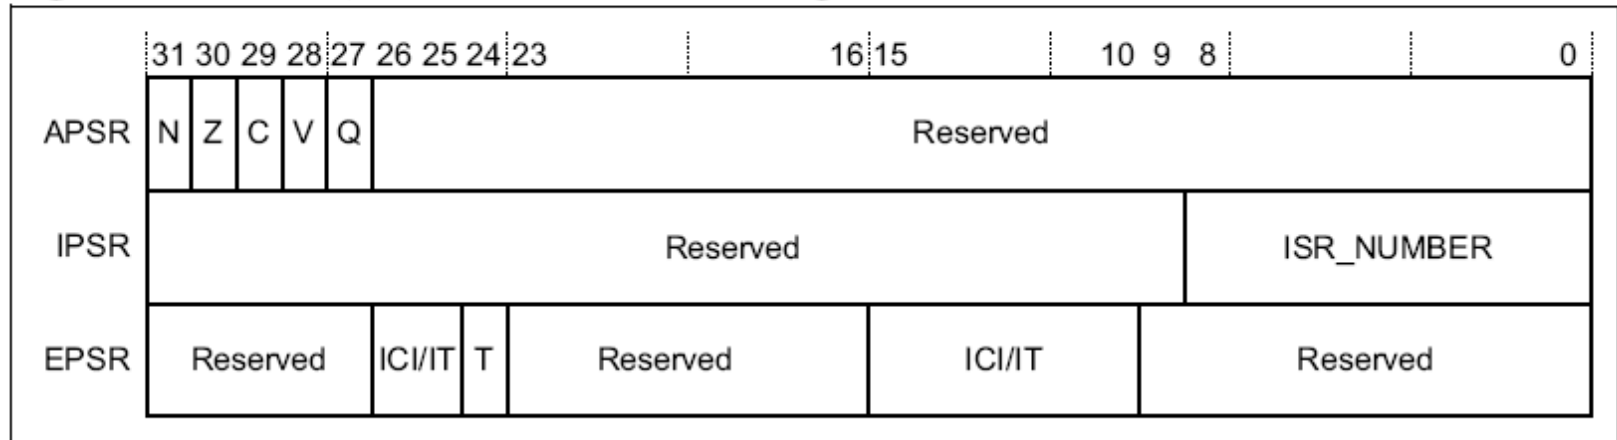 31 30 29 28 27 26 25 24 23 16 15 10 9 8 0
APSR N Z C V Q Reserved
IPSR Reserved ISR_NUMBER
EPSR Reserved ICI/IT T Reserved ICI/IT Reserved